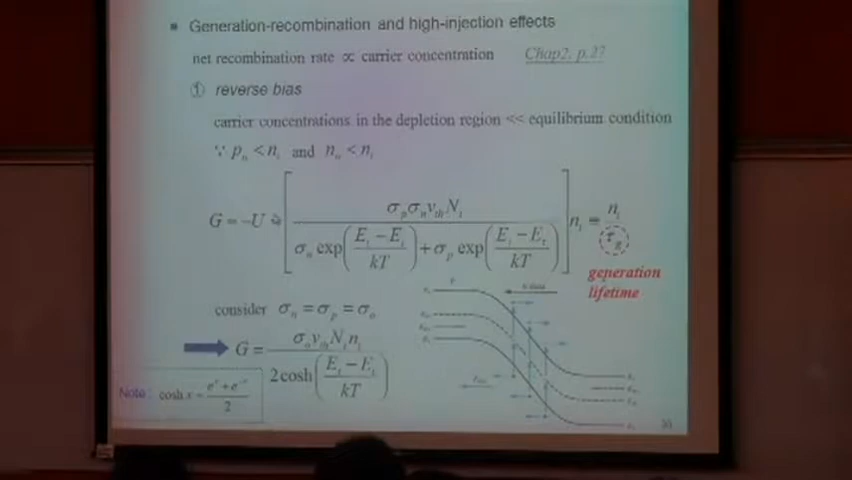 ▪ Generation-recombination and high-injection effects
net recombination rate ∝ carrier concentration Chap2, p.27
① reverse bias
carrier concentrations in the depletion region << equilibrium condition
∵ pₙ < nᵢ and nₙ < nᵢ
G = -U ≈ [ σₚσₙvₜₕNₜ / ( σₙ exp( (Eₜ − Eᵢ) / kT ) + σₚ exp( (Eᵢ − Eₜ) / kT ) ) ] nᵢ ≡ nᵢ / τ_g
generation
lifetime
consider σₙ = σₚ = σₒ
G = σₒvₜₕNₜnᵢ / 2cosh( (Eᵢ − Eₜ) / kT )
Note : cosh x = (eˣ + e⁻ˣ) / 2